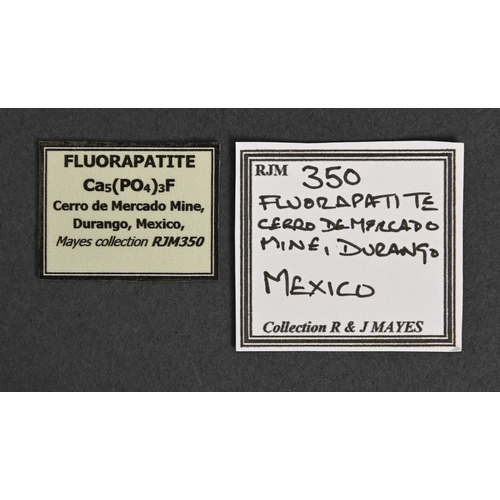 FLUORAPATITE
Ca₅(PO₄)₃F
Cerro de Mercado Mine,
Durango, Mexico,
Mayes collection RJM350
RJM 350
FLUORAPATITE
CERRO DE MERCADO
MINE, DURANGO
MEXICO
Collection R & J MAYES